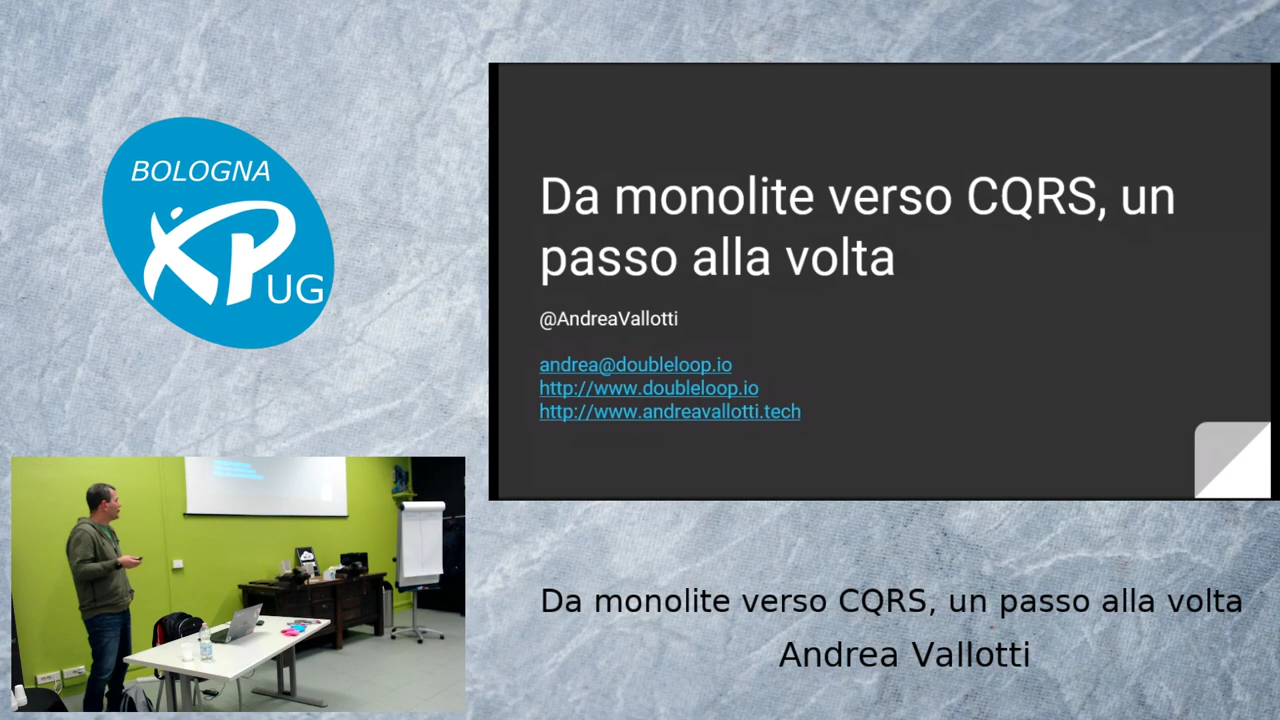 BOLOGNA
XP
UG
Da monolite verso CQRS, un
passo alla volta
@AndreaVallotti
andrea@doubleloop.io
http://www.doubleloop.io
http://www.andreavallotti.tech
Da monolite verso CQRS, un passo alla volta
Andrea Vallotti